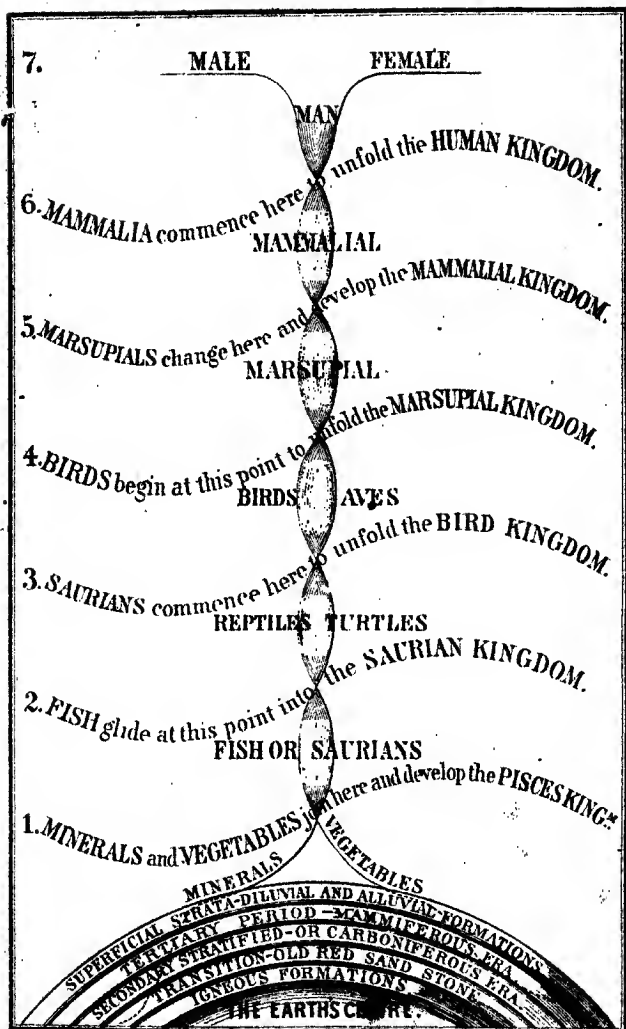 7.
MALE FEMALE
MAN
6. MAMMALIA commence here to unfold the HUMAN KINGDOM.
MAMMALIAL
5. MARSUPIALS change here and develop the MAMMALIAL KINGDOM.
MARSUPIAL
4. BIRDS begin at this point to unfold the MARSUPIAL KINGDOM.
BIRDS AVES
3. SAURIANS commence here to unfold the BIRD KINGDOM.
REPTILES TURTLES
2. FISH glide at this point into the SAURIAN KINGDOM.
FISH OR SAURIANS
1. MINERALS and VEGETABLES join here and develop the PISCES KING:M
MINERALS VEGETABLES
SUPERFICIAL STRATA-DILUVIAL AND ALLUVIAL-FORMATIONS
TERTIARY PERIOD-MAMMIFEROUS ERA
SECONDARY STRATIFIED-OR CARBONIFEROUS ERA
TRANSITION-OLD RED SAND STONE
IGNEOUS FORMATIONS
THE EARTHS CENTRE.